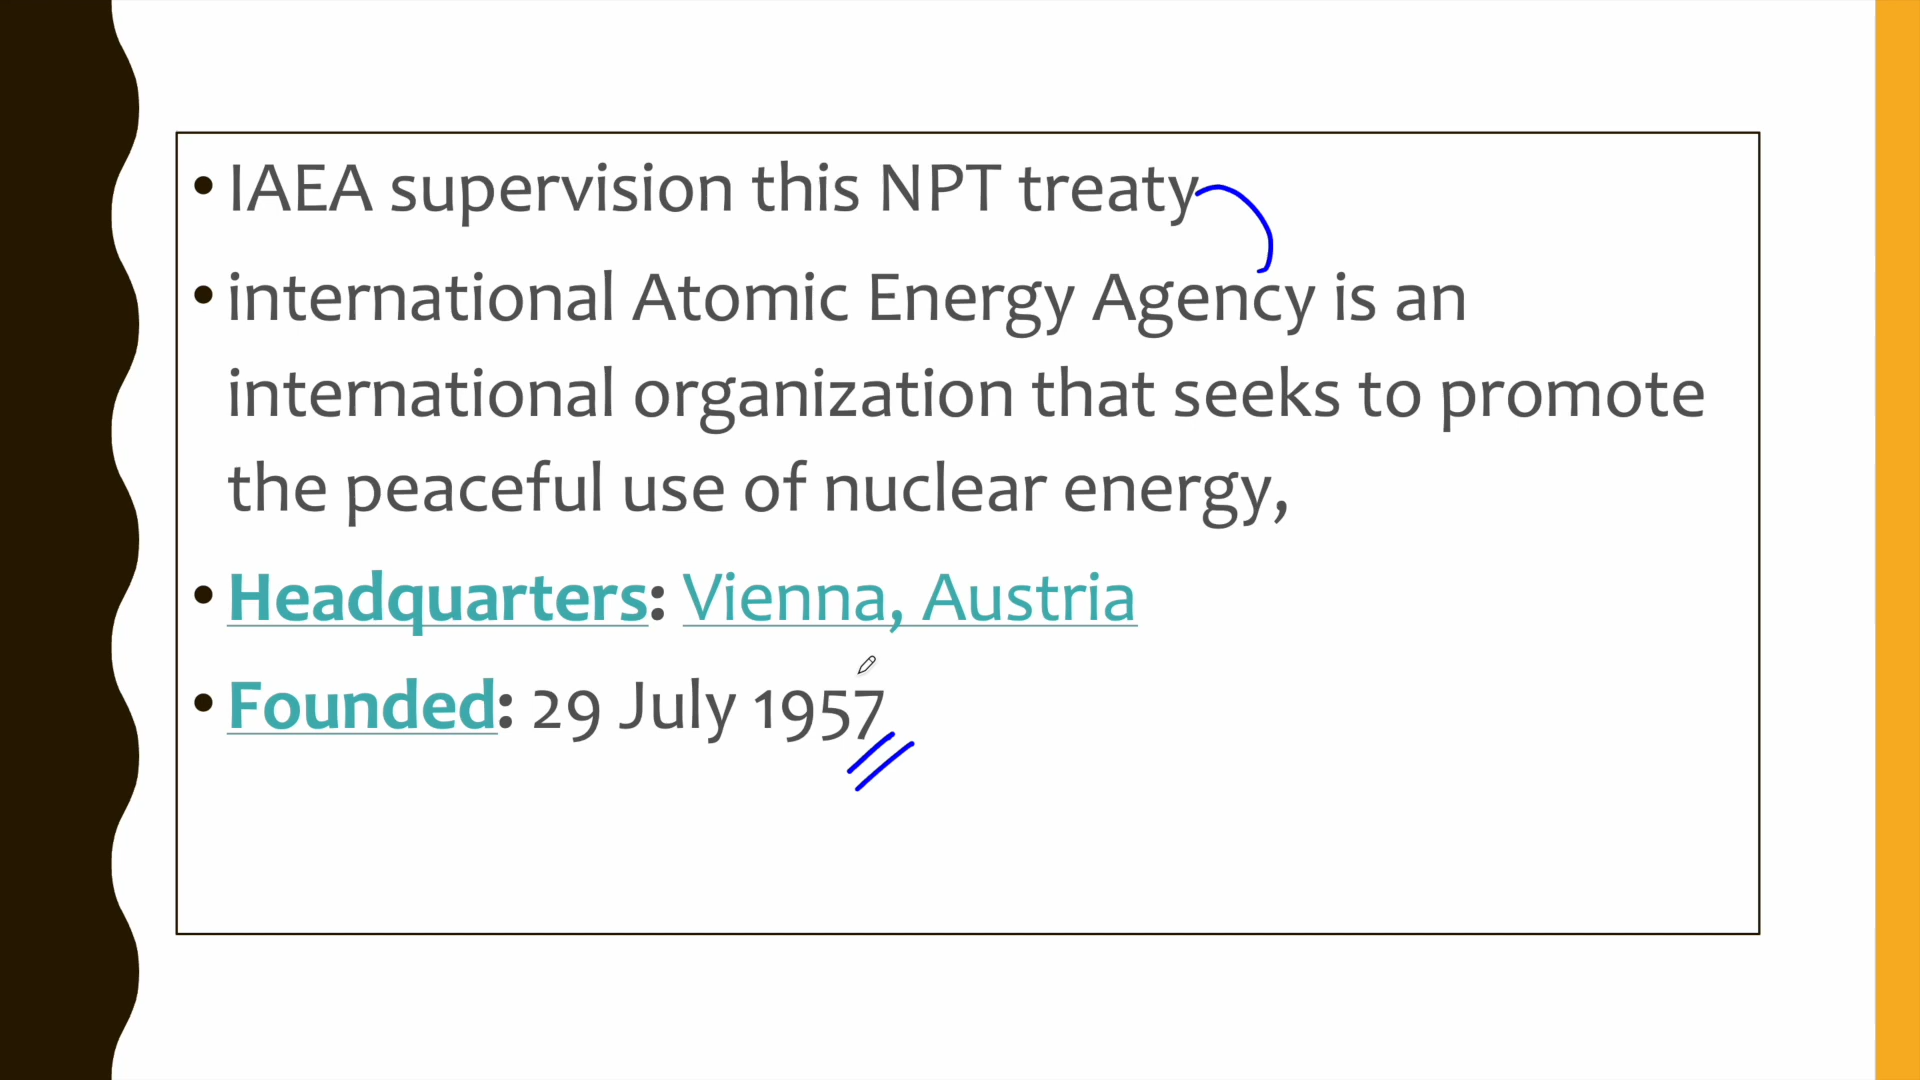 • IAEA supervision this NPT treaty
• international Atomic Energy Agency is an
international organization that seeks to promote
the peaceful use of nuclear energy,
• Headquarters: Vienna, Austria
• Founded: 29 July 1957